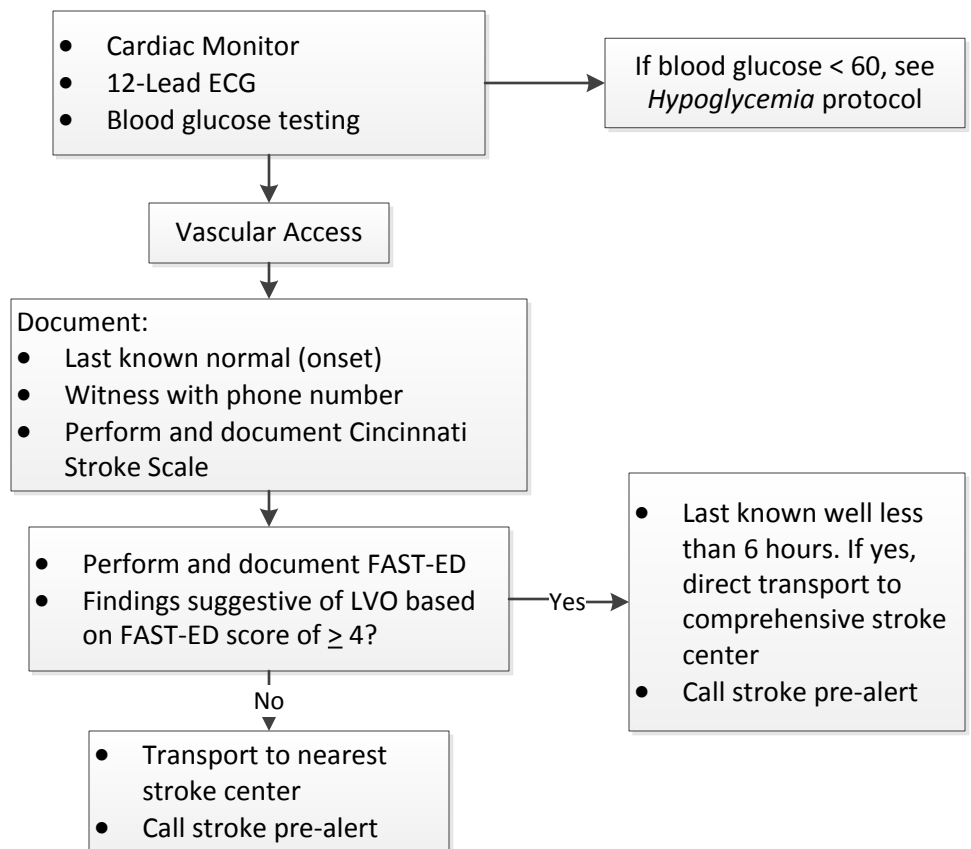 • Cardiac Monitor
• 12-Lead ECG
• Blood glucose testing
If blood glucose < 60, see
Hypoglycemia protocol
Vascular Access
Document:
• Last known normal (onset)
• Witness with phone number
• Perform and document Cincinnati
Stroke Scale
• Perform and document FAST-ED
• Findings suggestive of LVO based
on FAST-ED score of ≥ 4?
Yes
• Last known well less
than 6 hours. If yes,
direct transport to
comprehensive stroke
center
• Call stroke pre-alert
No
• Transport to nearest
stroke center
• Call stroke pre-alert